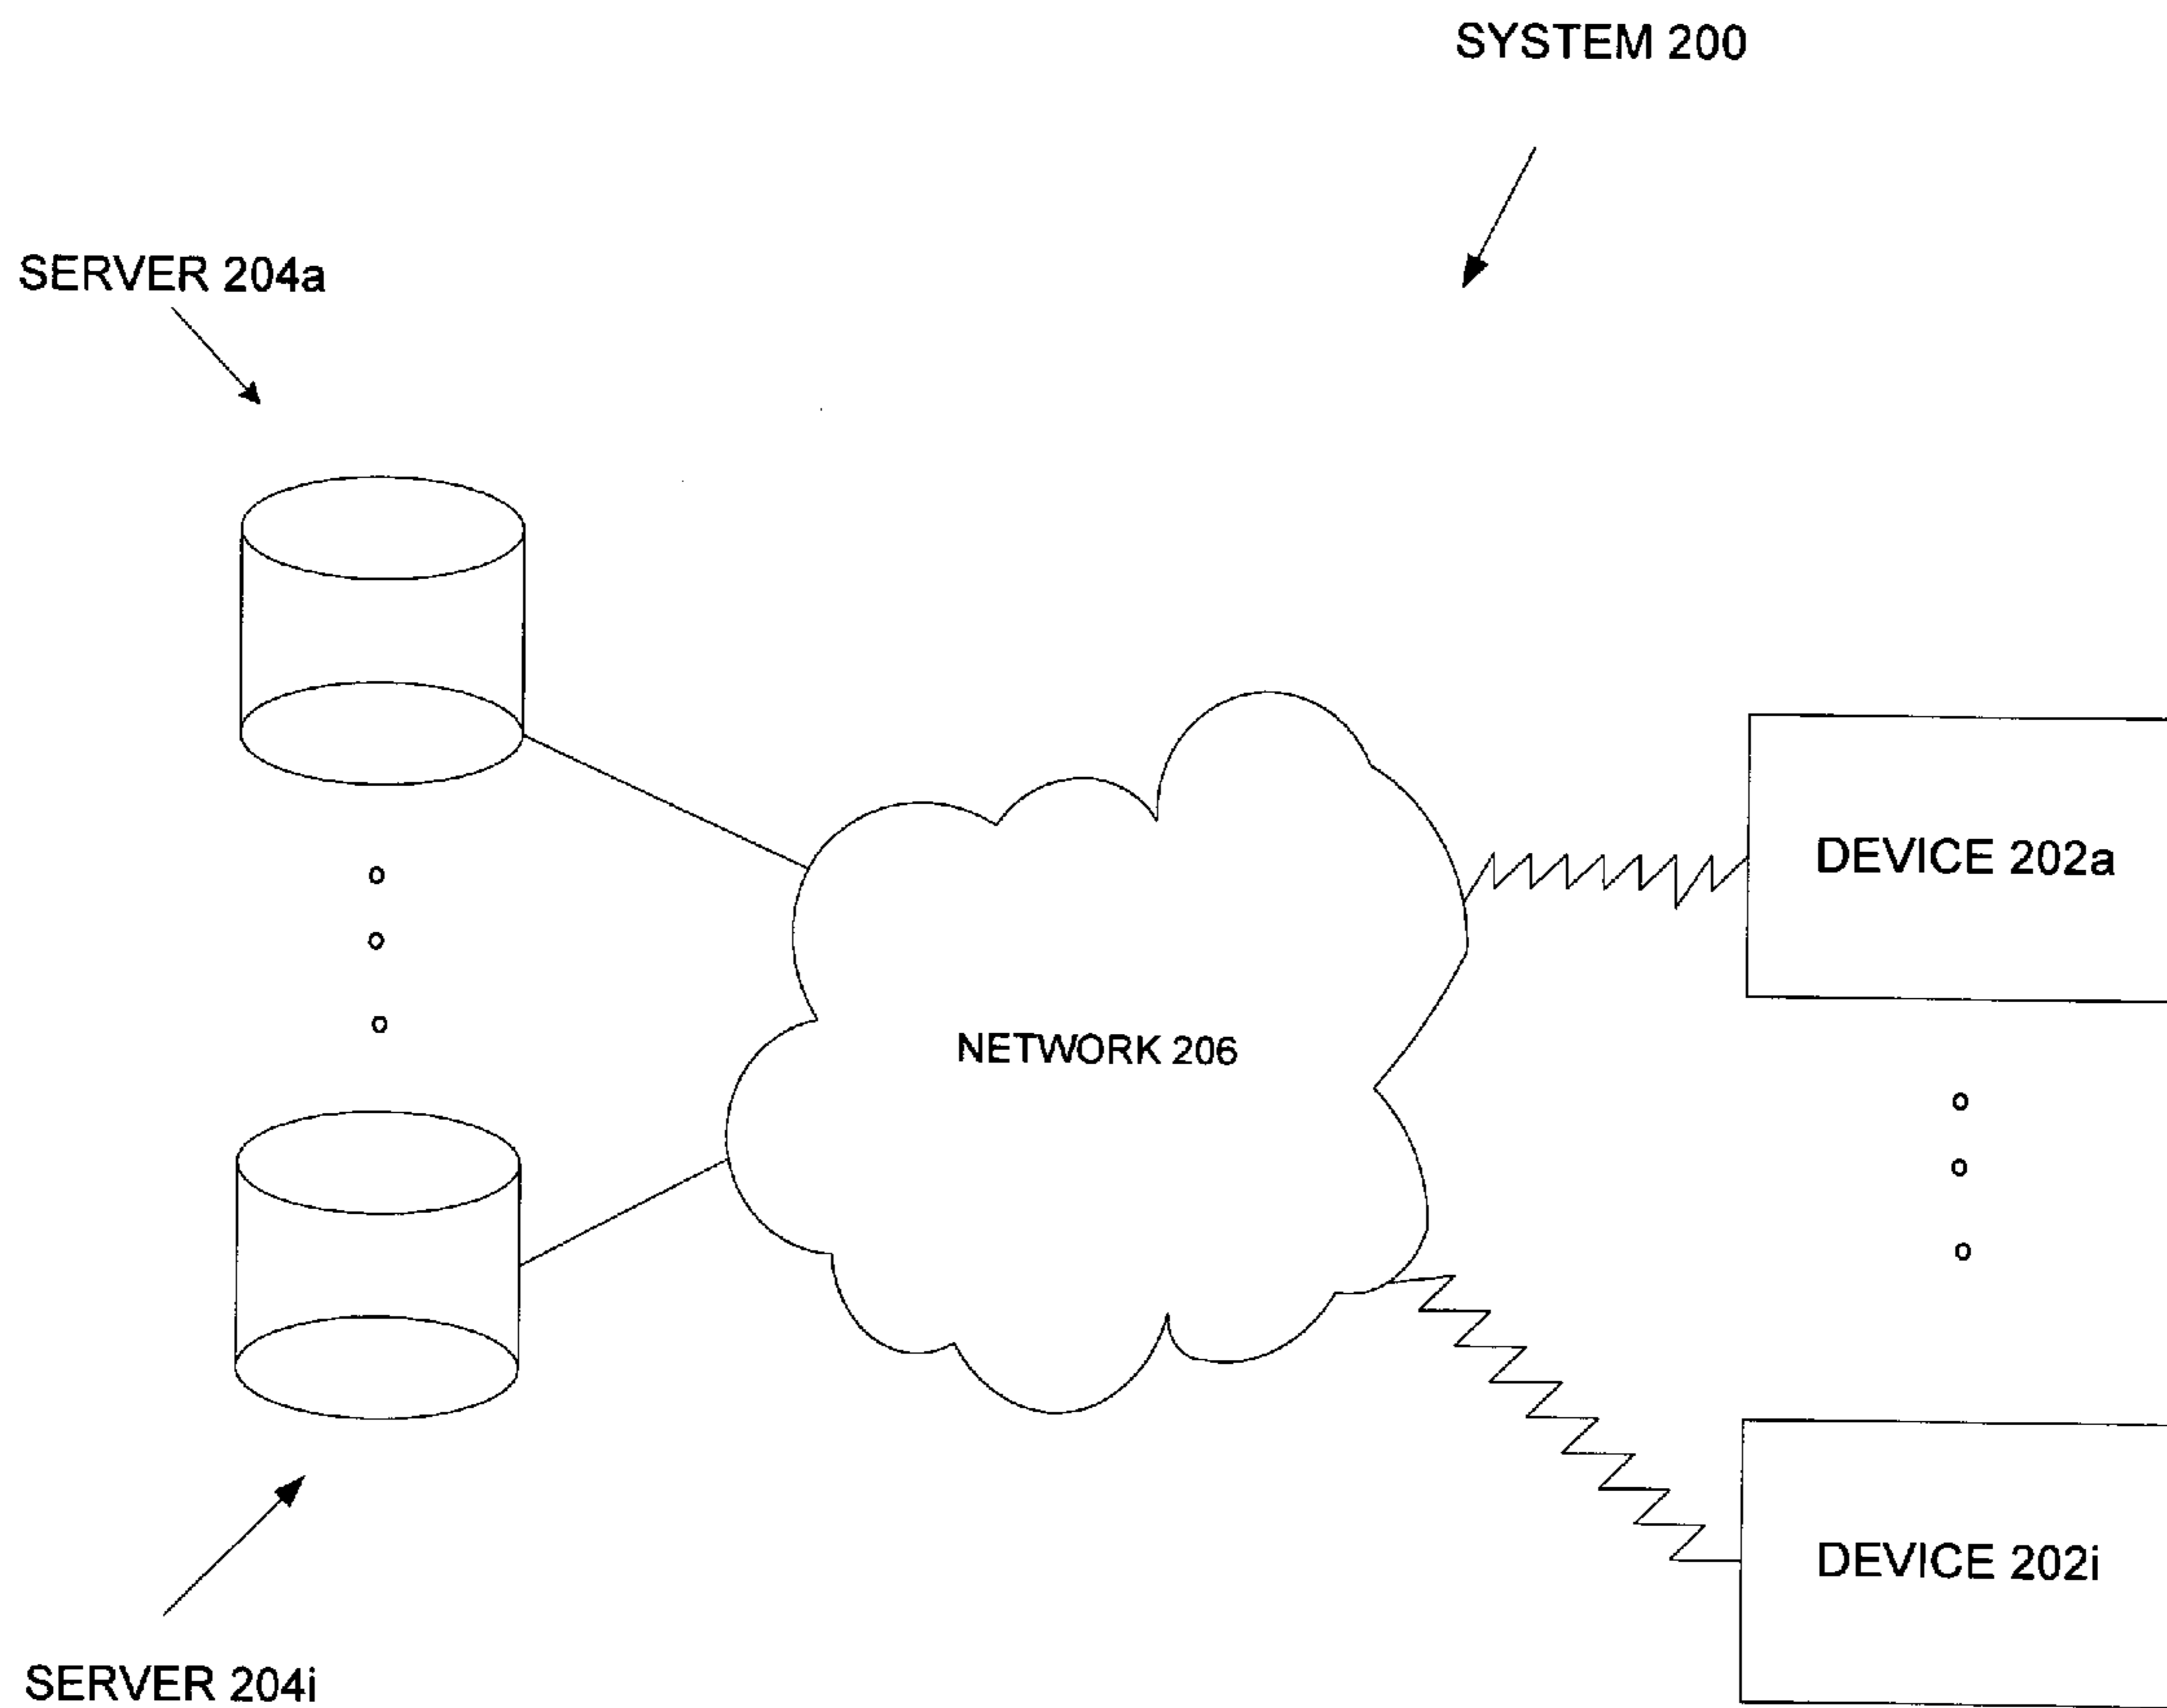 SYSTEM 200
SERVER 204a
DEVICE 202a
NETWORK 206
DEVICE 202i
SERVER 204i